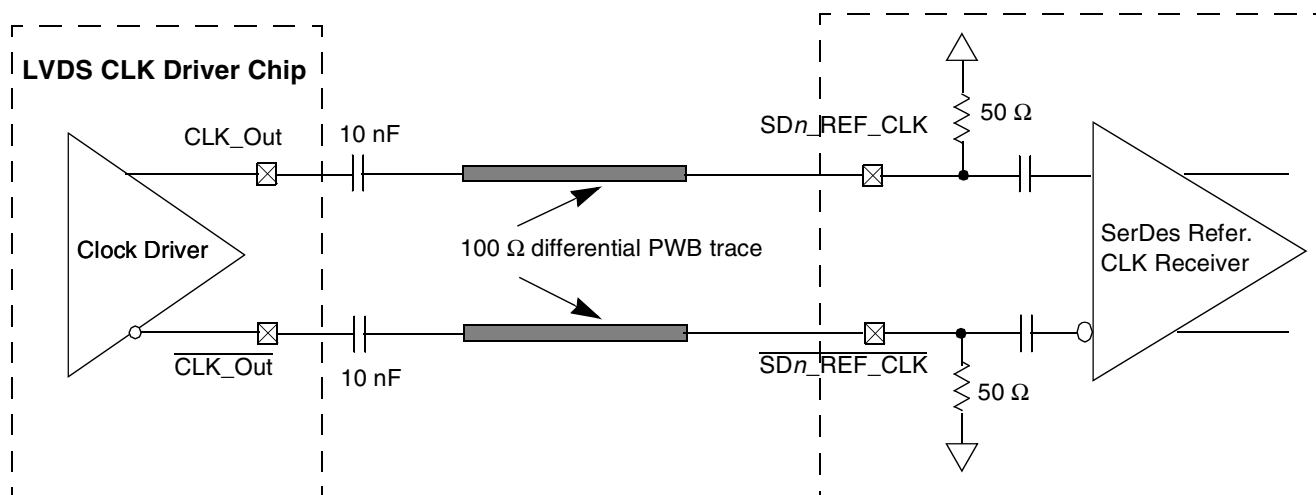 LVDS CLK Driver Chip
CLK_Out
10 nF
SDn_REF_CLK
50 Ω
Clock Driver
100 Ω differential PWB trace
SerDes Refer.
CLK Receiver
CLK_Out
10 nF
SDn_REF_CLK
50 Ω